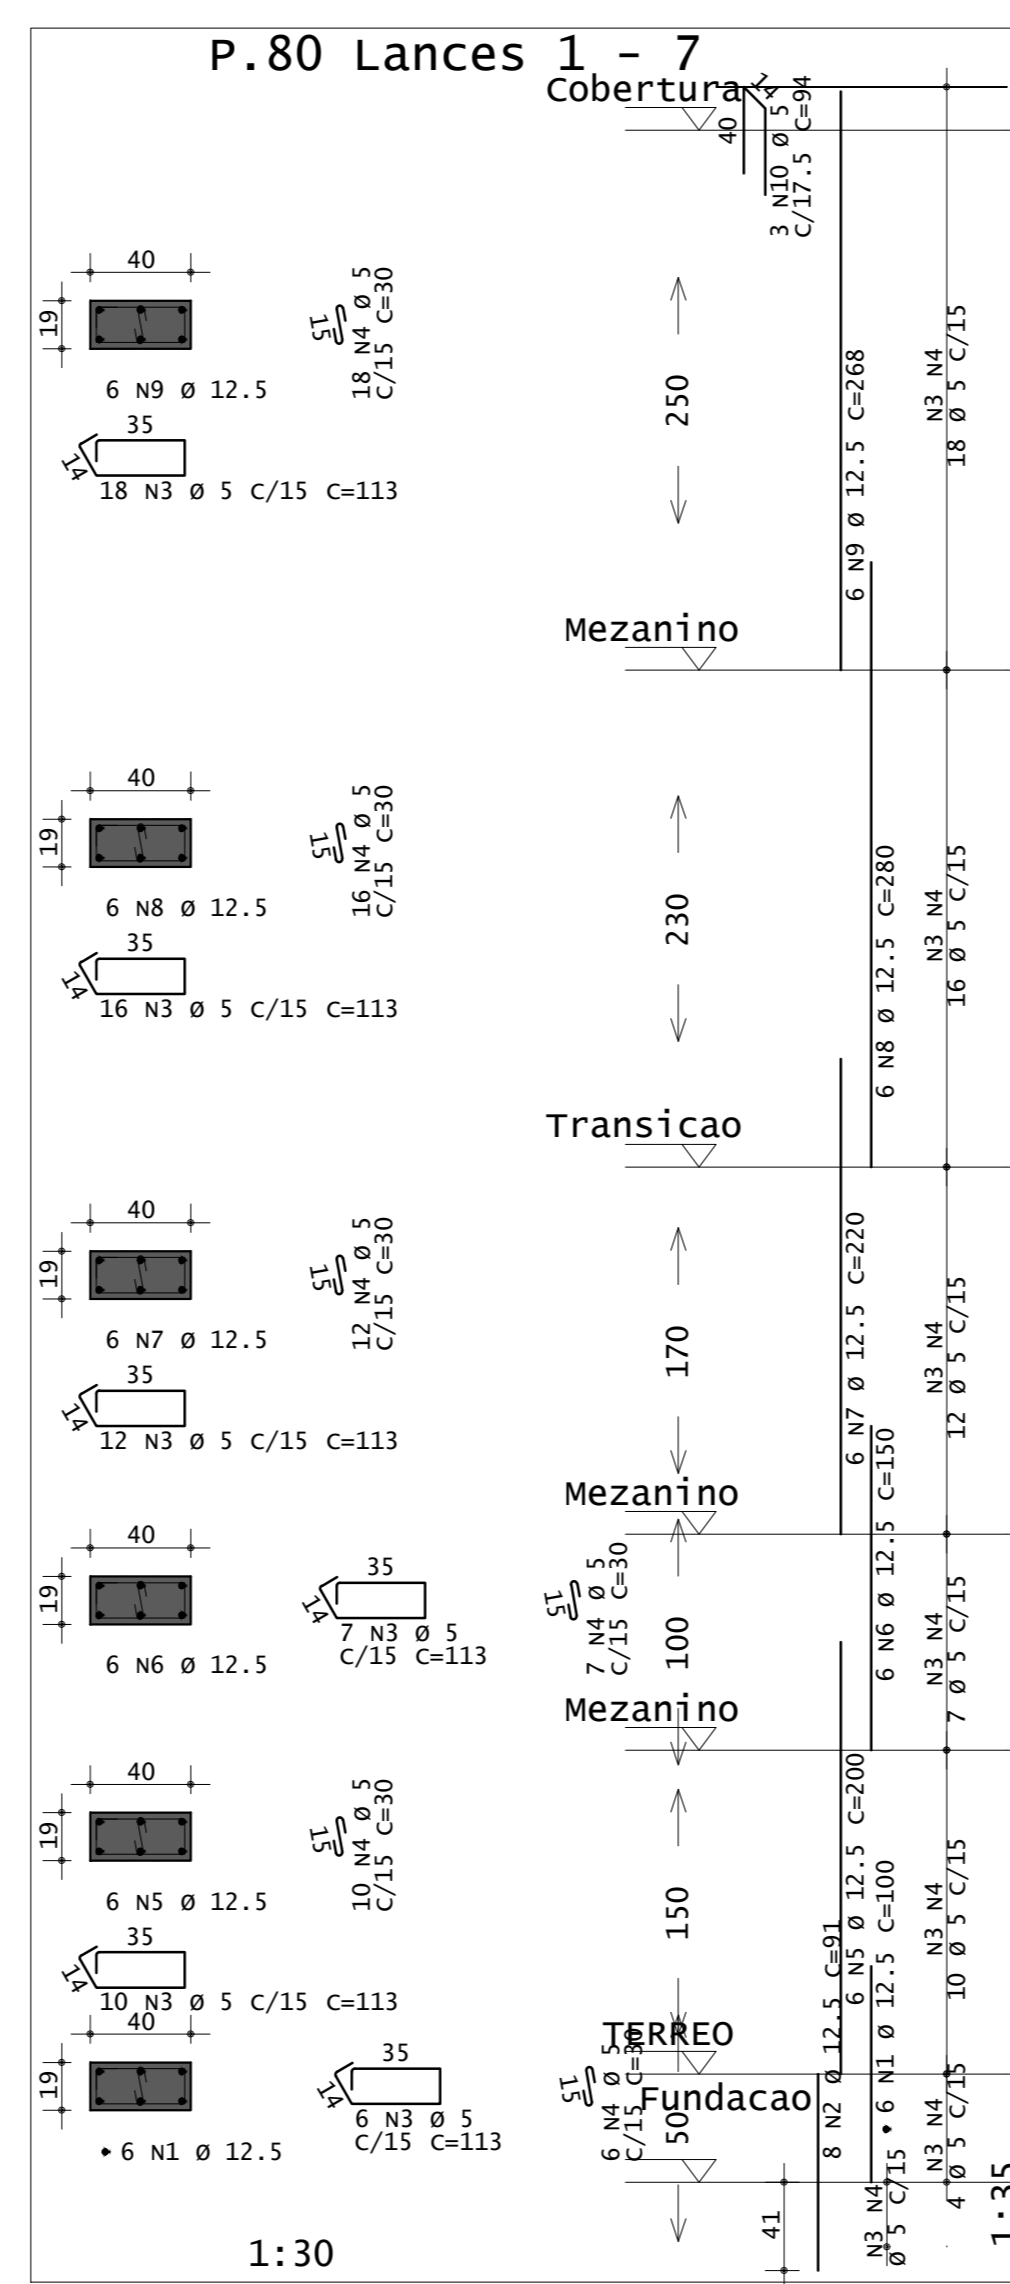 P.80 Lances 1 - 7
Cobertura
14
40
3 N10 Ø 5
C/17.5 C=94
40
19
6 N9 Ø 12.5
35
14
18 N3 Ø 5 C/15 C=113
15
18 N4 Ø 5
C/15 C=30
250
6 N9 Ø 12.5 C=268
N3 N4
18 Ø 5 C/15
Mezanino
40
19
6 N8 Ø 12.5
35
14
16 N3 Ø 5 C/15 C=113
15
16 N4 Ø 5
C/15 C=30
230
6 N8 Ø 12.5 C=280
N3 N4
16 Ø 5 C/15
Transicao
40
19
6 N7 Ø 12.5
35
14
12 N3 Ø 5 C/15 C=113
15
12 N4 Ø 5
C/15 C=30
170
6 N7 Ø 12.5 C=220
N3 N4
12 Ø 5 C/15
Mezanino
40
19
6 N6 Ø 12.5
35
14
7 N3 Ø 5
C/15 C=113
15
7 N4 Ø 5
C/15 C=30
100
6 N6 Ø 12.5 C=150
N3 N4
7 Ø 5 C/15
Mezanino
40
19
6 N5 Ø 12.5
35
14
10 N3 Ø 5 C/15 C=113
15
10 N4 Ø 5
C/15 C=30
150
6 N5 Ø 12.5 C=200
N3 N4
10 Ø 5 C/15
TERREO
40
19
6 N1 Ø 12.5
35
14
6 N3 Ø 5
C/15 C=113
15
6 N4 Ø 5
C/15 C=30
Fundacao
50
8 N2 Ø 12.5 C=91
6 N1 Ø 12.5 C=100
N3 N4
4 Ø 5 C/15
41
N3 N4
Ø 5 C/15
1:30
1:35